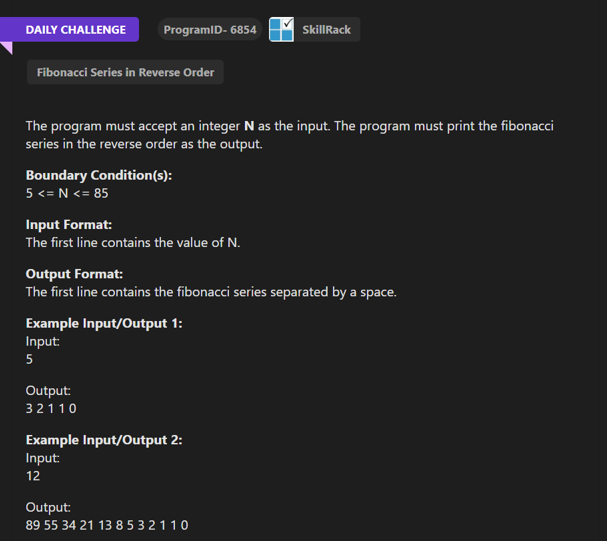 DAILY CHALLENGE ProgramID- 6854 SkillRack
Fibonacci Series in Reverse Order
The program must accept an integer N as the input. The program must print the fibonacci
series in the reverse order as the output.
Boundary Condition(s):
5 <= N <= 85
Input Format:
The first line contains the value of N.
Output Format:
The first line contains the fibonacci series separated by a space.
Example Input/Output 1:
Input:
5
Output:
3 2 1 1 0
Example Input/Output 2:
Input:
12
Output:
89 55 34 21 13 8 5 3 2 1 1 0